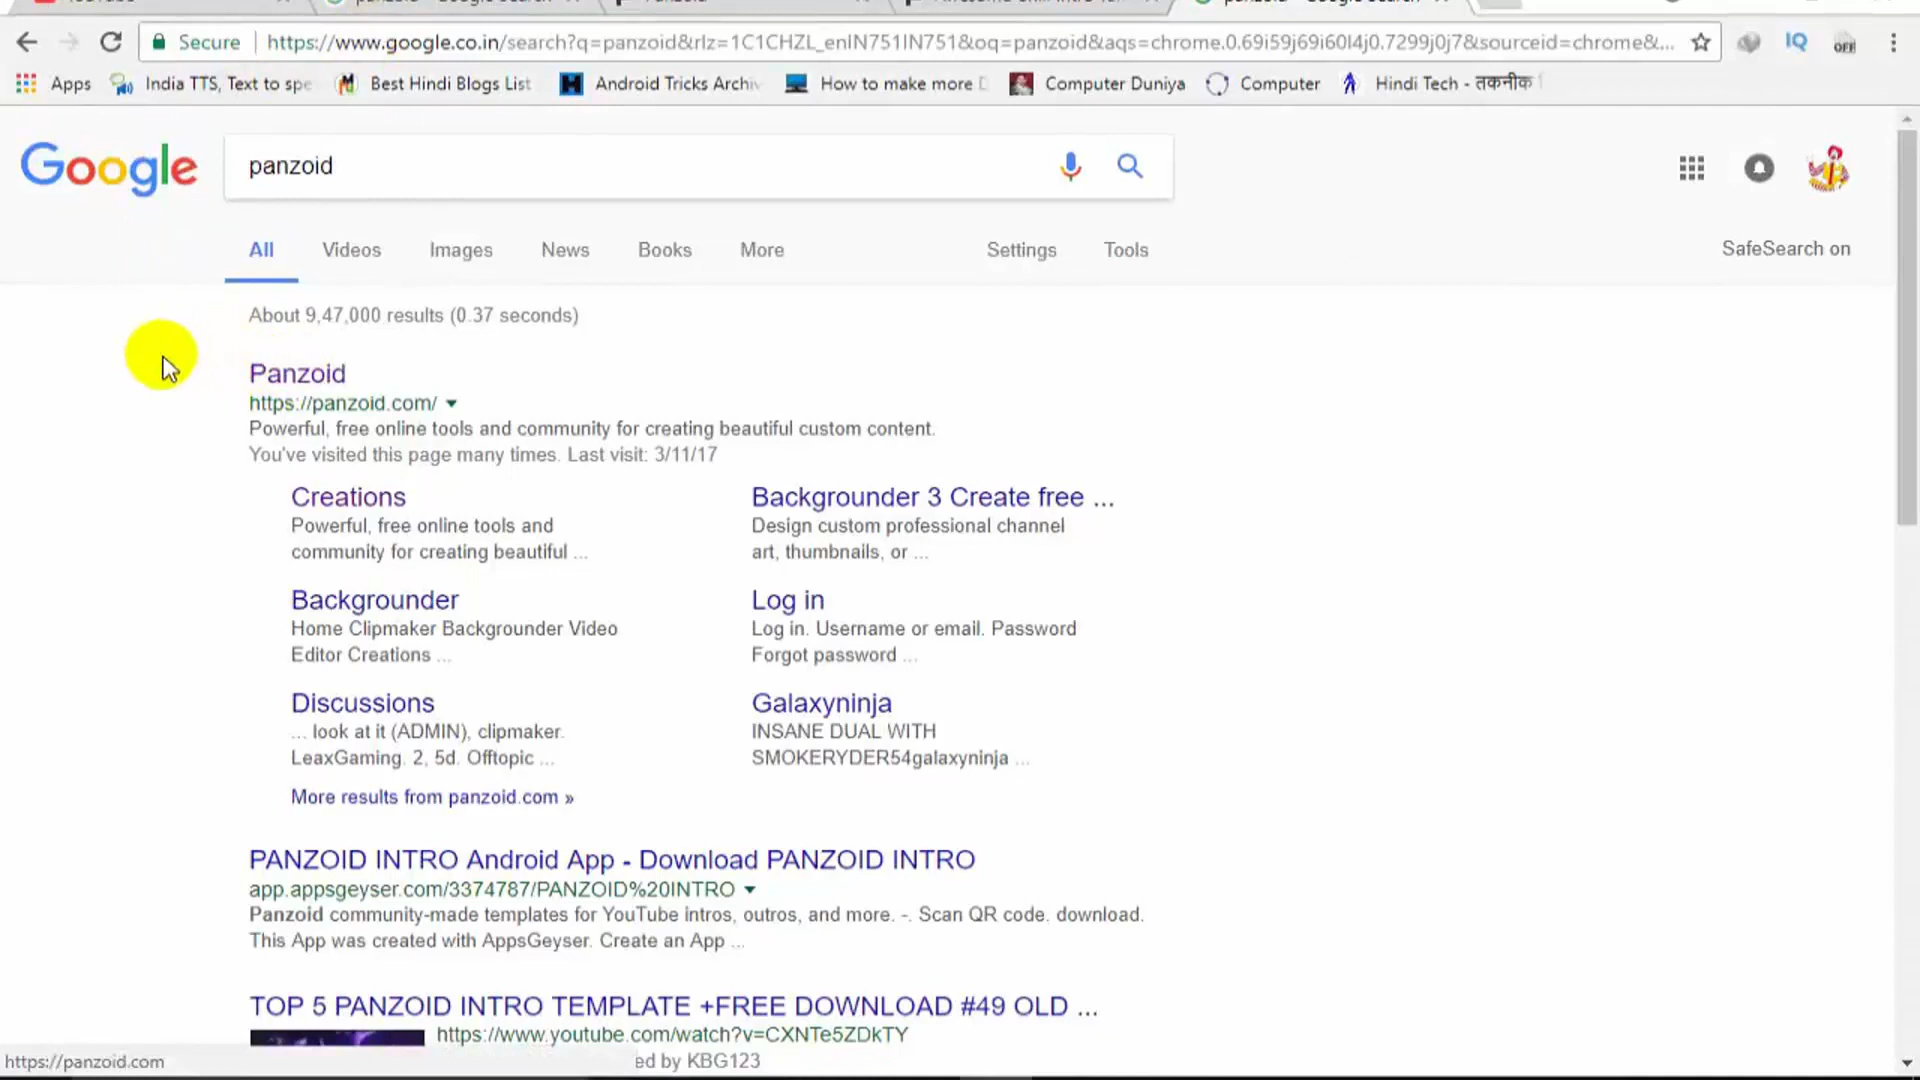 Secure https://www.google.co.in/search?q=panzoid&rlz=1C1CHZL_enIN751IN751&oq=panzoid&aqs=chrome.0.69i59j69i60l4j0.7299j0j7&sourceid=chrome&... IQ OFF
Apps India TTS, Text to spe Best Hindi Blogs List Android Tricks Archiv How to make more D Computer Duniya Computer Hindi Tech - तकनीक
Google panzoid
All Videos Images News Books More Settings Tools SafeSearch on
About 9,47,000 results (0.37 seconds)
Panzoid
https://panzoid.com/
Powerful, free online tools and community for creating beautiful custom content.
You've visited this page many times. Last visit: 3/11/17
Creations
Powerful, free online tools and
community for creating beautiful ...
Backgrounder 3 Create free ...
Design custom professional channel
art, thumbnails, or ...
Backgrounder
Home Clipmaker Backgrounder Video
Editor Creations ...
Log in
Log in. Username or email. Password
Forgot password ...
Discussions
... look at it (ADMIN), clipmaker.
LeaxGaming. 2, 5d. Offtopic ...
Galaxyninja
INSANE DUAL WITH
SMOKERYDER54galaxyninja ...
More results from panzoid.com »
PANZOID INTRO Android App - Download PANZOID INTRO
app.appsgeyser.com/3374787/PANZOID%20INTRO
Panzoid community-made templates for YouTube intros, outros, and more. -. Scan QR code. download.
This App was created with AppsGeyser. Create an App ...
TOP 5 PANZOID INTRO TEMPLATE +FREE DOWNLOAD #49 OLD ...
https://www.youtube.com/watch?v=CXNTe5ZDkTY
ed by KBG123
https://panzoid.com